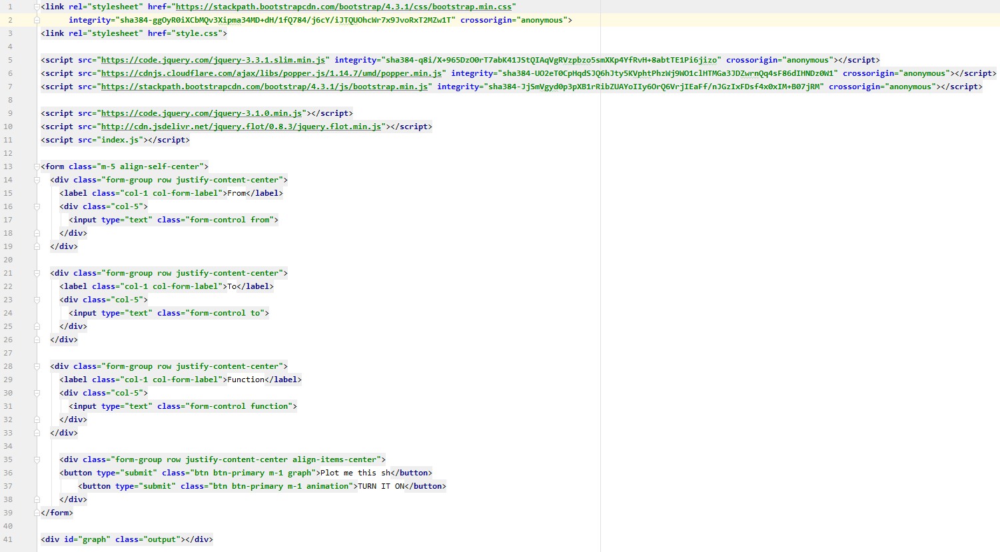 1 <link rel="stylesheet" href="https://stackpath.bootstrapcdn.com/bootstrap/4.3.1/css/bootstrap.min.css"
2 integrity="sha384-ggOyR0iXCbMQv3Xipma34MD+dH/1fQ784/j6cY/iJTQUOhcWr7x9JvoRxT2MZw1T" crossorigin="anonymous">
3 <link rel="stylesheet" href="style.css">
4
5 <script src="https://code.jquery.com/jquery-3.3.1.slim.min.js" integrity="sha384-q8i/X+965DzO0rT7abK41JStQIAqVgRVzpbzo5smXKp4YfRvH+8abtTE1Pi6jizo" crossorigin="anonymous"></script>
6 <script src="https://cdnjs.cloudflare.com/ajax/libs/popper.js/1.14.7/umd/popper.min.js" integrity="sha384-UO2eT0CpHqdSJQ6hJty5KVphtPhzWj9WO1clHTMGa3JDZwrnQq4sF86dIHNDz0W1" crossorigin="anonymous"></script>
7 <script src="https://stackpath.bootstrapcdn.com/bootstrap/4.3.1/js/bootstrap.min.js" integrity="sha384-JjSmVgyd0p3pXB1rRibZUAYoIIy6OrQ6VrjIEaFf/nJGzIxFDsf4x0xIM+B07jRM" crossorigin="anonymous"></script>
8
9 <script src="https://code.jquery.com/jquery-3.1.0.min.js"></script>
10 <script src="http://cdn.jsdelivr.net/jquery.flot/0.8.3/jquery.flot.min.js"></script>
11 <script src="index.js"></script>
12
13 <form class="m-5 align-self-center">
14 <div class="form-group row justify-content-center">
15 <label class="col-1 col-form-label">From</label>
16 <div class="col-5">
17 <input type="text" class="form-control from">
18 </div>
19 </div>
20
21 <div class="form-group row justify-content-center">
22 <label class="col-1 col-form-label">To</label>
23 <div class="col-5">
24 <input type="text" class="form-control to">
25 </div>
26 </div>
27
28 <div class="form-group row justify-content-center">
29 <label class="col-1 col-form-label">Function</label>
30 <div class="col-5">
31 <input type="text" class="form-control function">
32 </div>
33 </div>
34
35 <div class="form-group row justify-content-center align-items-center">
36 <button type="submit" class="btn btn-primary m-1 graph">Plot me this sh</button>
37 <button type="submit" class="btn btn-primary m-1 animation">TURN IT ON</button>
38 </div>
39 </form>
40
41 <div id="graph" class="output"></div>